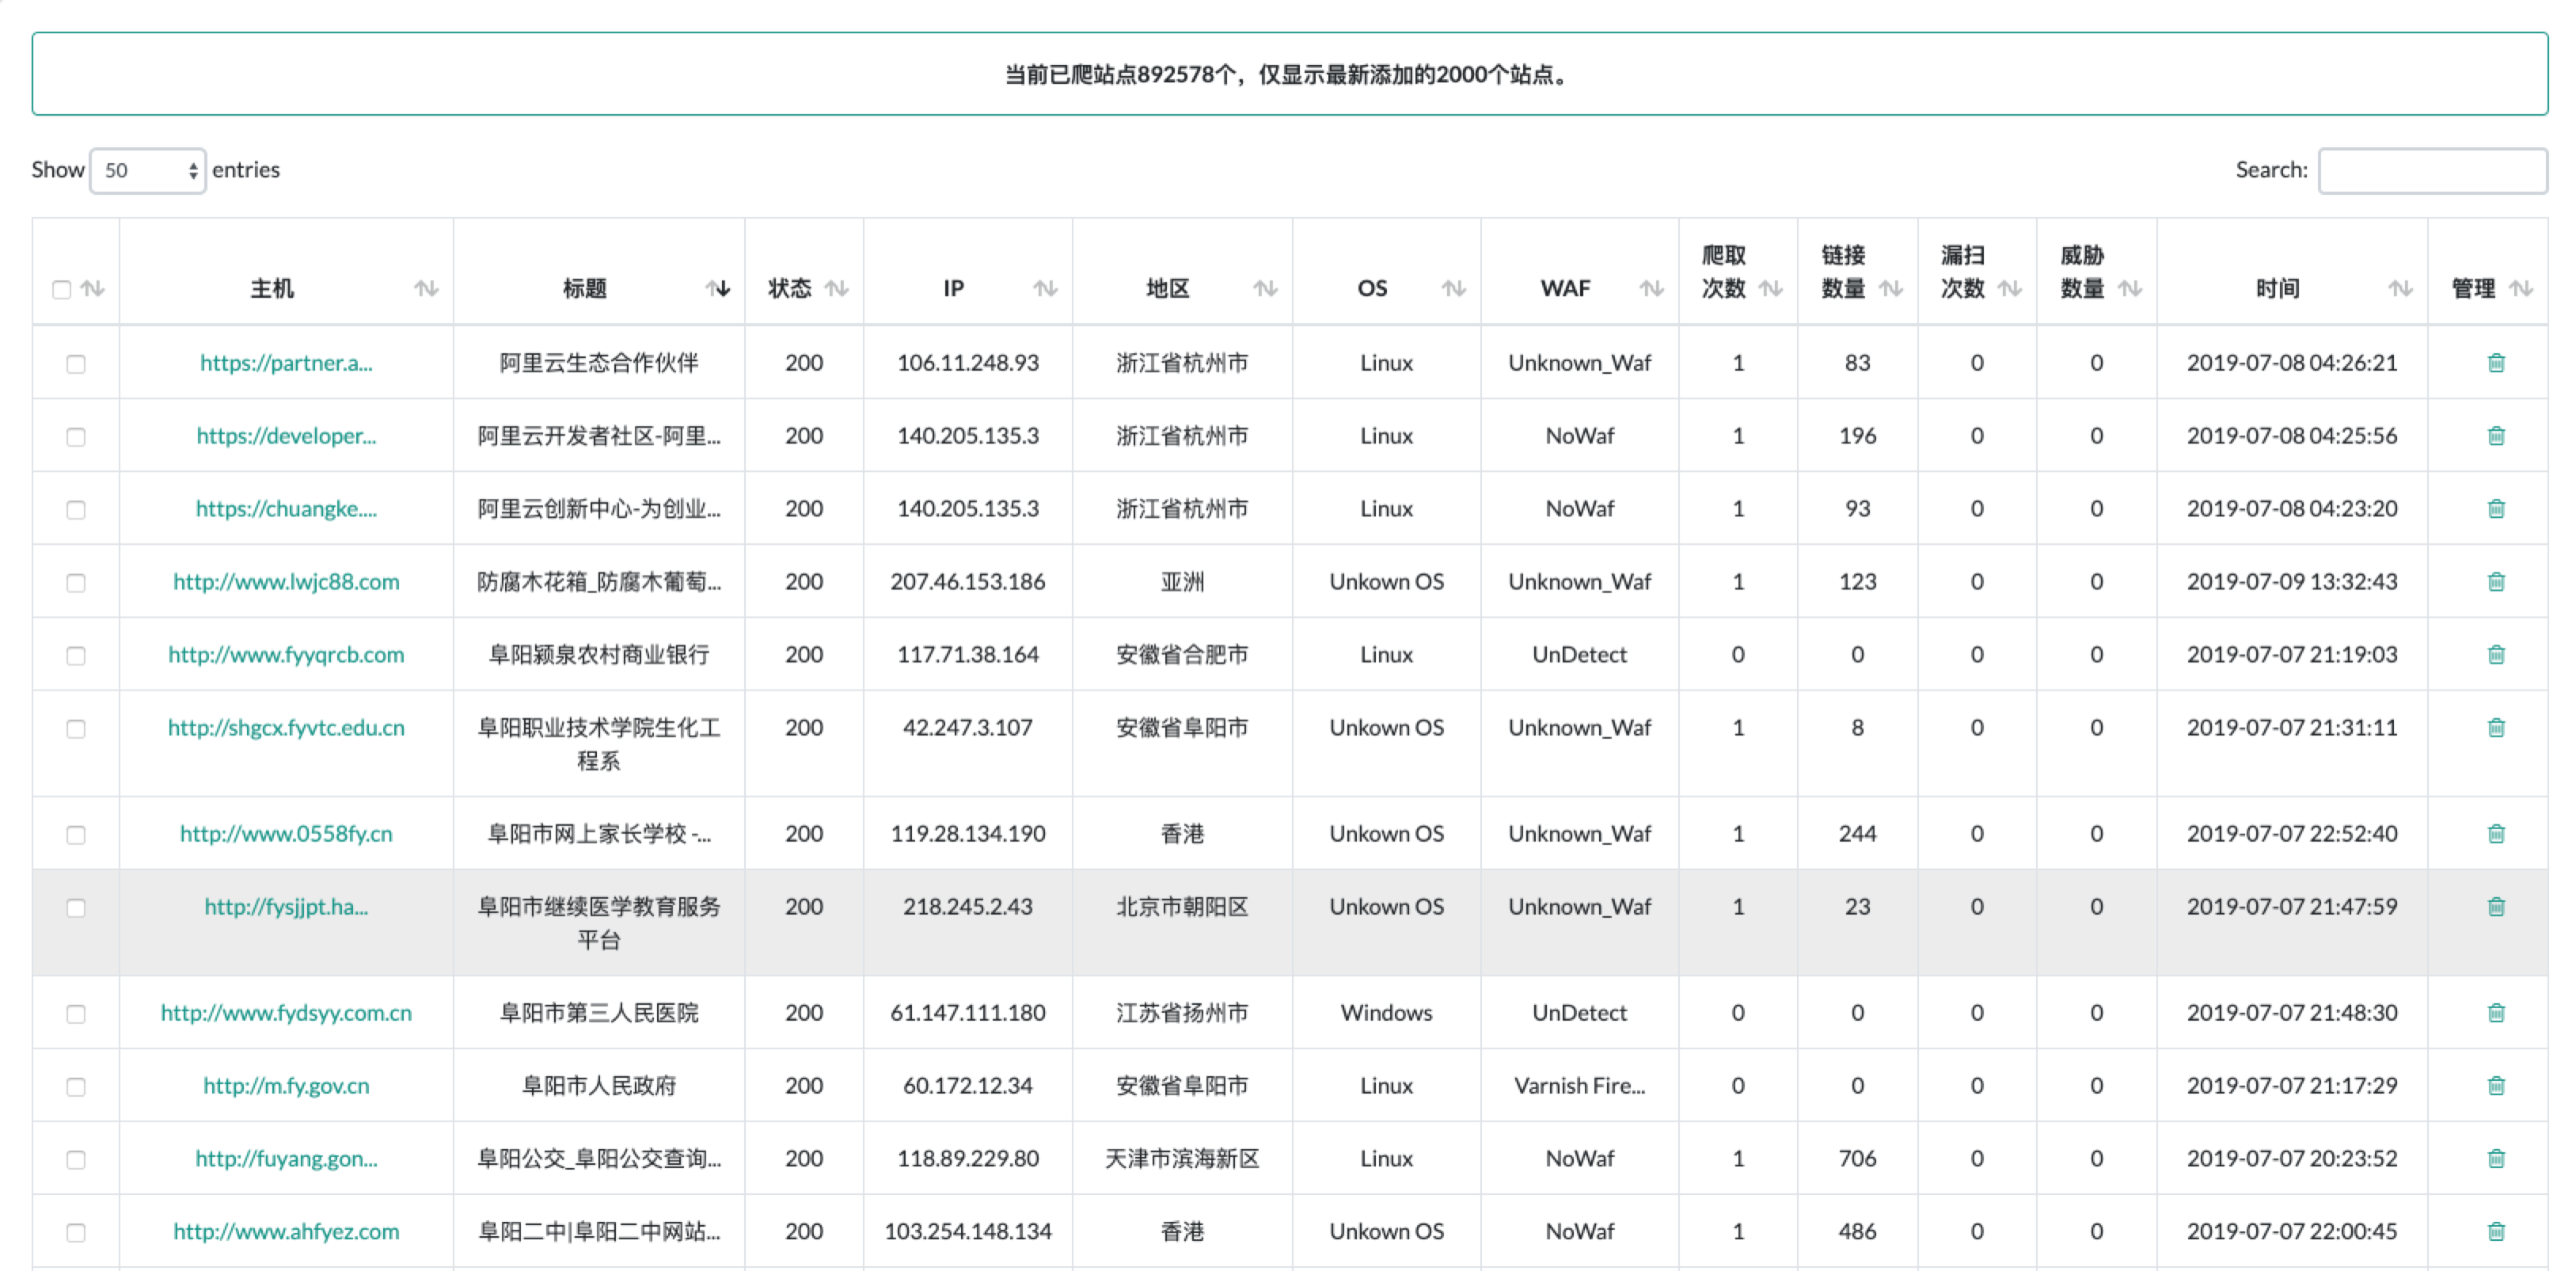 当前已爬站点892578个，仅显示最新添加的2000个站点。
Show 50 entries Search:
主机 标题 状态 IP 地区 OS WAF 爬取次数 链接数量 漏扫次数 威胁数量 时间 管理
https://partner.a... 阿里云生态合作伙伴 200 106.11.248.93 浙江省杭州市 Linux Unknown_Waf 1 83 0 0 2019-07-08 04:26:21
https://developer... 阿里云开发者社区-阿里... 200 140.205.135.3 浙江省杭州市 Linux NoWaf 1 196 0 0 2019-07-08 04:25:56
https://chuangke.... 阿里云创新中心-为创业... 200 140.205.135.3 浙江省杭州市 Linux NoWaf 1 93 0 0 2019-07-08 04:23:20
http://www.lwjc88.com 防腐木花箱_防腐木葡萄... 200 207.46.153.186 亚洲 Unkown OS Unknown_Waf 1 123 0 0 2019-07-09 13:32:43
http://www.fyyqrcb.com 阜阳颍泉农村商业银行 200 117.71.38.164 安徽省合肥市 Linux UnDetect 0 0 0 0 2019-07-07 21:19:03
http://shgcx.fyvtc.edu.cn 阜阳职业技术学院生化工 200 42.247.3.107 安徽省阜阳市 Unkown OS Unknown_Waf 1 8 0 0 2019-07-07 21:31:11
程系
http://www.0558fy.cn 阜阳市网上家长学校 -... 200 119.28.134.190 香港 Unkown OS Unknown_Waf 1 244 0 0 2019-07-07 22:52:40
http://fysjjpt.ha... 阜阳市继续医学教育服务 200 218.245.2.43 北京市朝阳区 Unkown OS Unknown_Waf 1 23 0 0 2019-07-07 21:47:59
平台
http://www.fydsyy.com.cn 阜阳市第三人民医院 200 61.147.111.180 江苏省扬州市 Windows UnDetect 0 0 0 0 2019-07-07 21:48:30
http://m.fy.gov.cn 阜阳市人民政府 200 60.172.12.34 安徽省阜阳市 Linux Varnish Fire... 0 0 0 0 2019-07-07 21:17:29
http://fuyang.gon... 阜阳公交_阜阳公交查询... 200 118.89.229.80 天津市滨海新区 Linux NoWaf 1 706 0 0 2019-07-07 20:23:52
http://www.ahfyez.com 阜阳二中|阜阳二中网站... 200 103.254.148.134 香港 Unkown OS NoWaf 1 486 0 0 2019-07-07 22:00:45